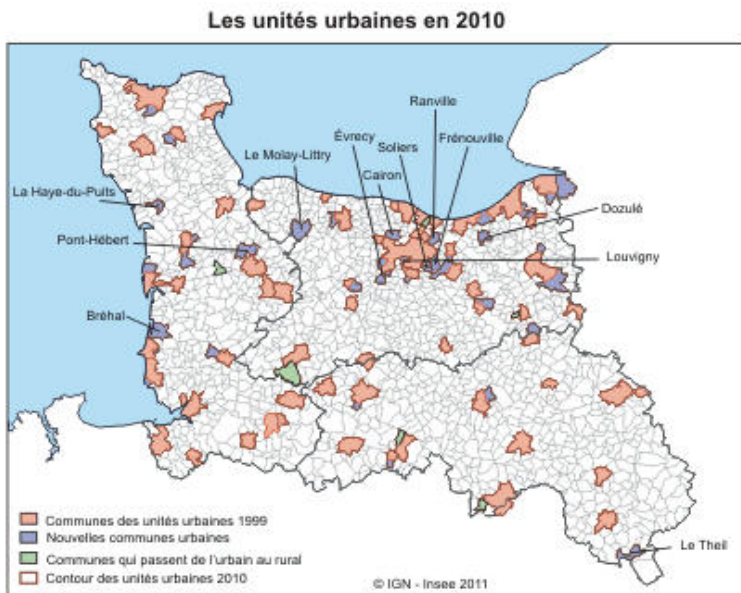 Les unités urbaines en 2010
Ranville
Évrecy
Soliers
Frénouville
Le Molay-Littry
Cairon
La Haye-du-Puits
Dozulé
Pont-Hébert
Louvigny
Bréhal
Communes des unités urbaines 1999
Nouvelles communes urbaines
Communes qui passent de l'urbain au rural
Contour des unités urbaines 2010
Le Theil
© IGN - Insee 2011